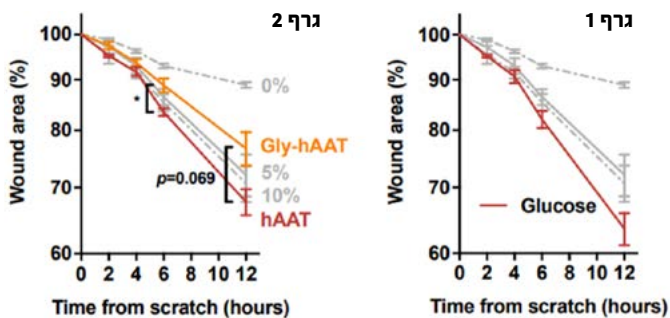 גרף 2
100
90
80
70
60
Wound area (%)
0%
Gly-hAAT
5%
10%
hAAT
*
p=0.069
0 2 4 6 8 10 12
Time from scratch (hours)
גרף 1
100
90
80
70
60
Wound area (%)
Glucose
0 2 4 6 8 10 12
Time from scratch (hours)